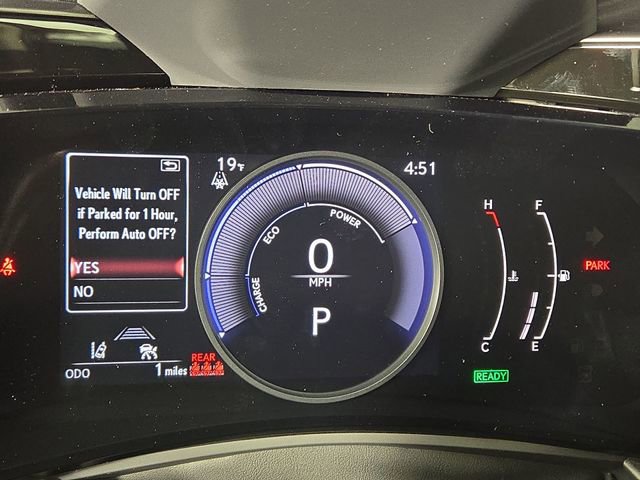 19°F
4:51
Vehicle Will Turn OFF
if Parked for 1 Hour,
Perform Auto OFF?
YES
NO
ECO
POWER
CHARGE
0
MPH
P
H
C
F
E
PARK
READY
REAR
ODO 1 miles